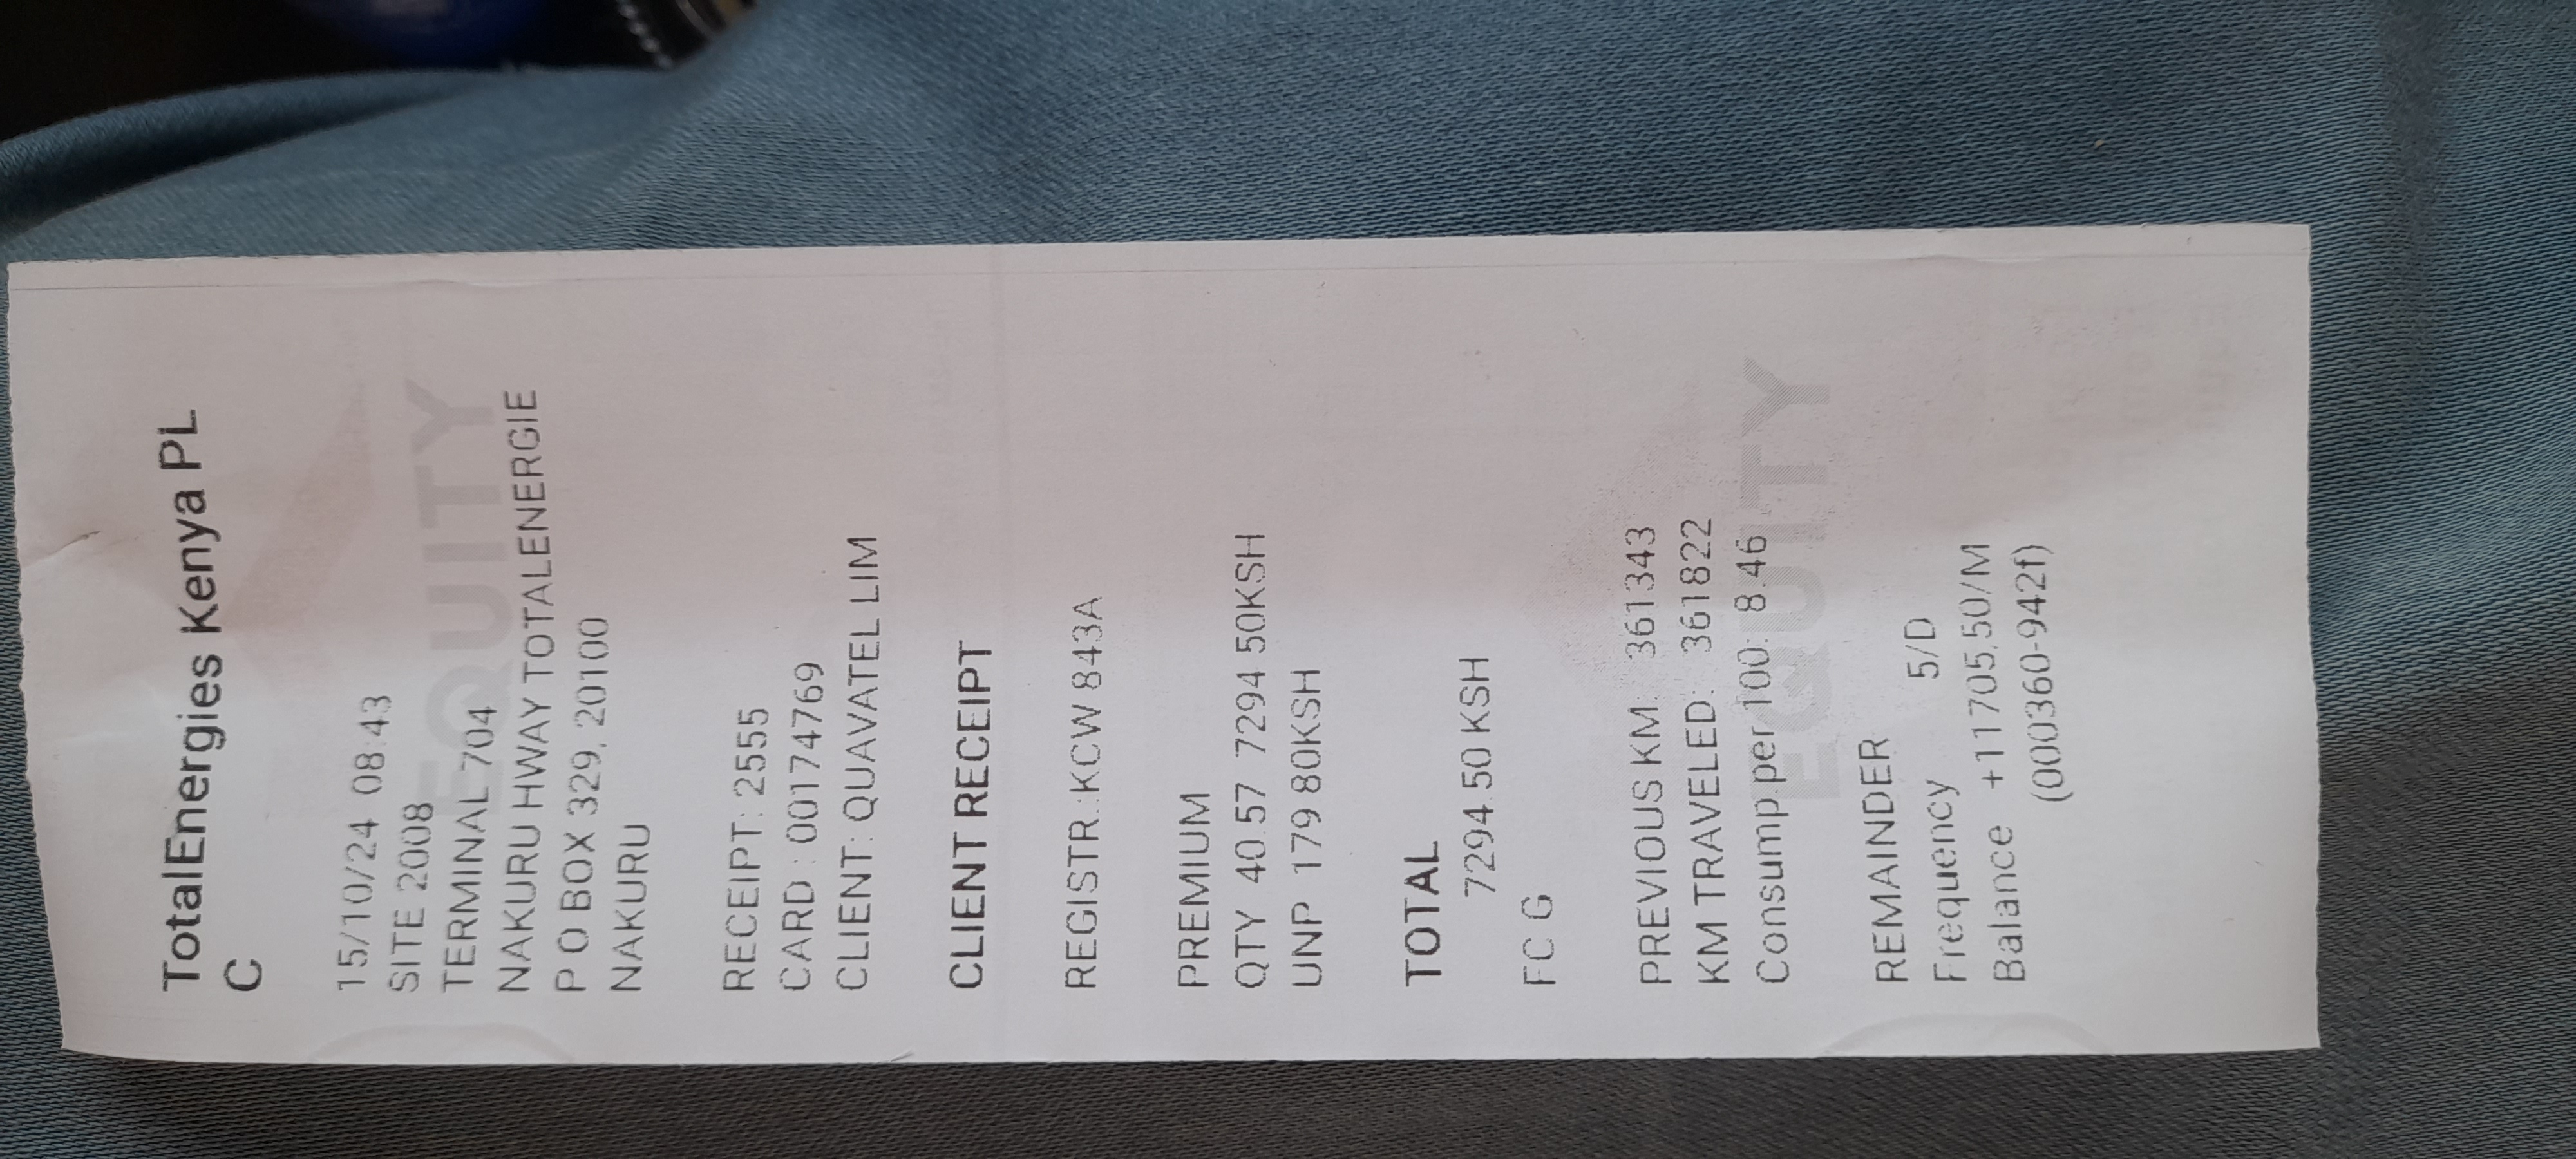 TotalEnergies Kenya PL
C
15/10/24 08:43
SITE 2008
TERMINAL 704
NAKURU HWAY TOTALENERGIE
P O BOX 329, 20100
NAKURU
RECEIPT: 2555
CARD : 00174769
CLIENT: QUAVATEL LIM
CLIENT RECEIPT
REGISTR.:KCW 843A
PREMIUM
QTY 40.57 7294.50KSH
UNP 179.80KSH
TOTAL
7294.50 KSH
FC G
PREVIOUS KM: 361343
KM TRAVELED: 361822
Consump per 100: 8.46
REMAINDER
Frequency 5/D
Balance +11705.50/M
(000360-942f)
EQUITY
EQUITY